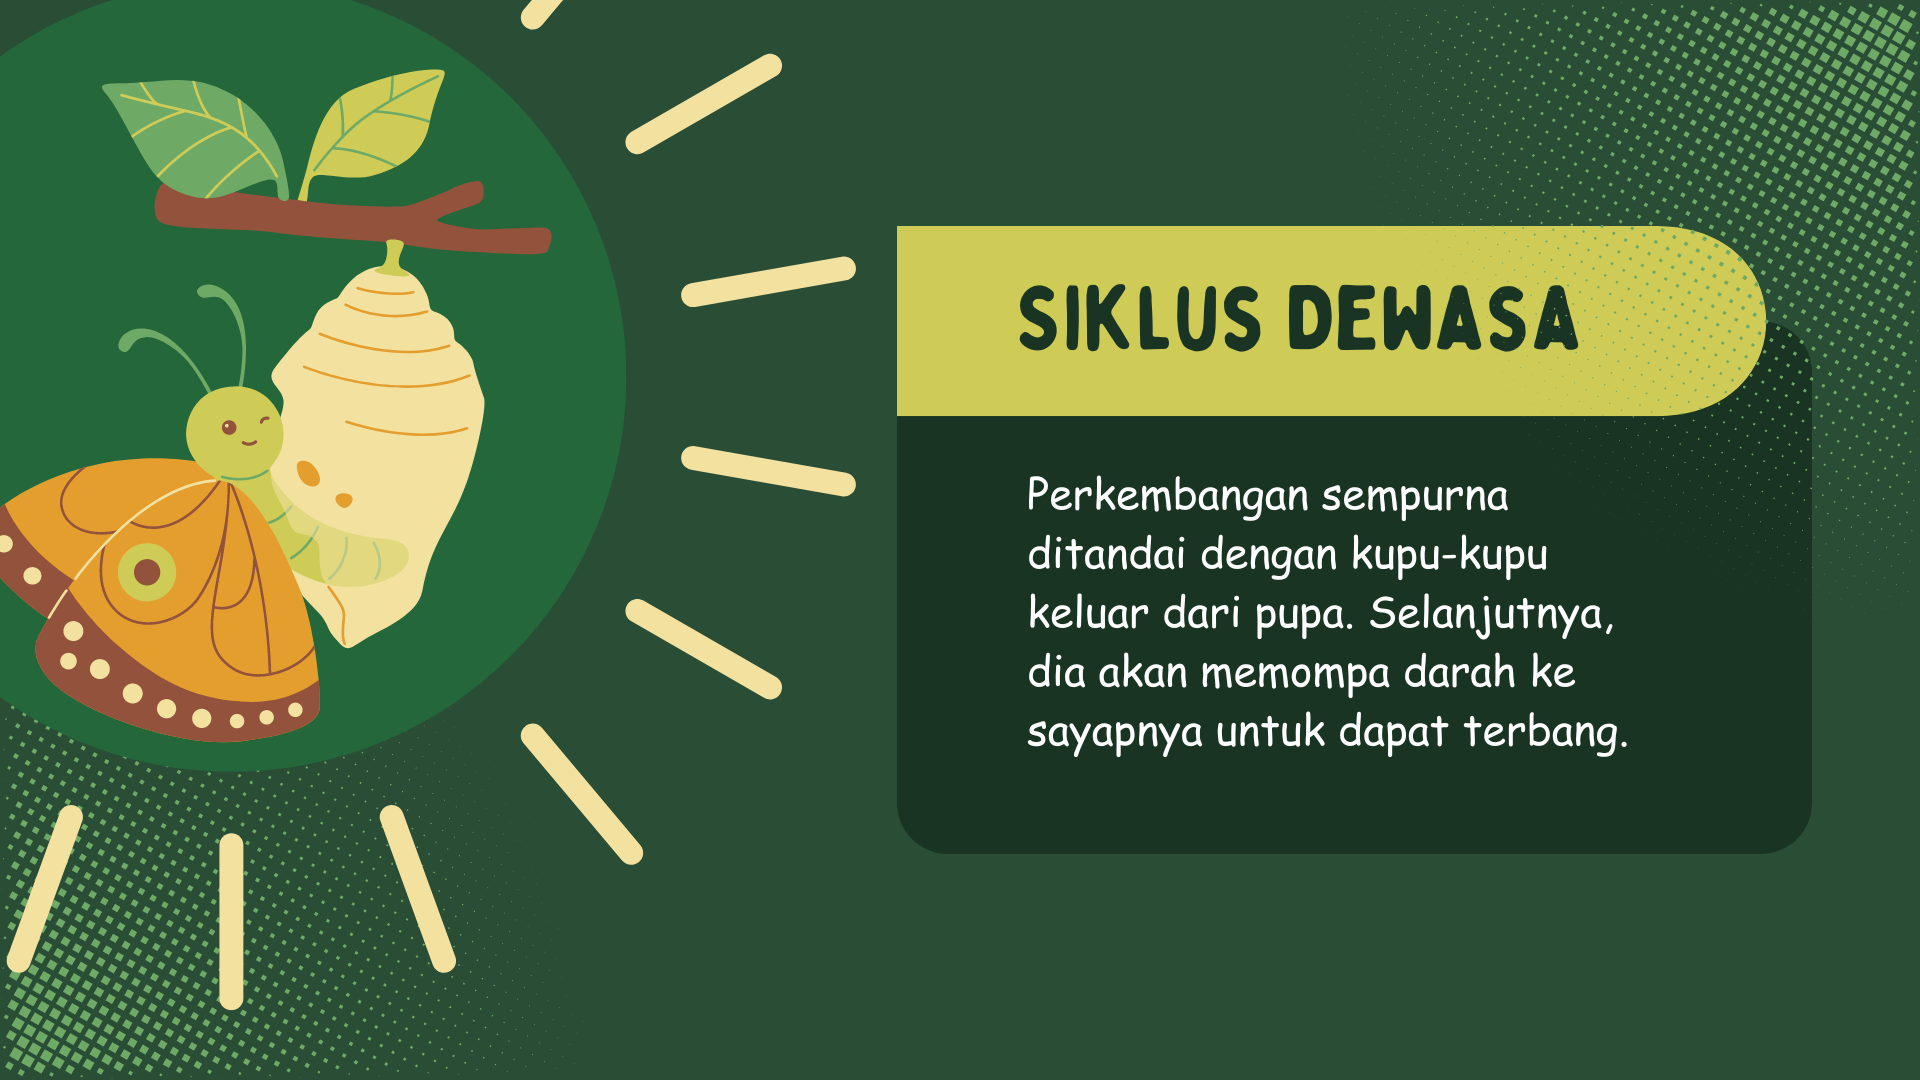 SIKLUS DEWASA
Perkembangan sempurna
ditandai dengan kupu-kupu
keluar dari pupa. Selanjutnya,
dia akan memompa darah ke
sayapnya untuk dapat terbang.